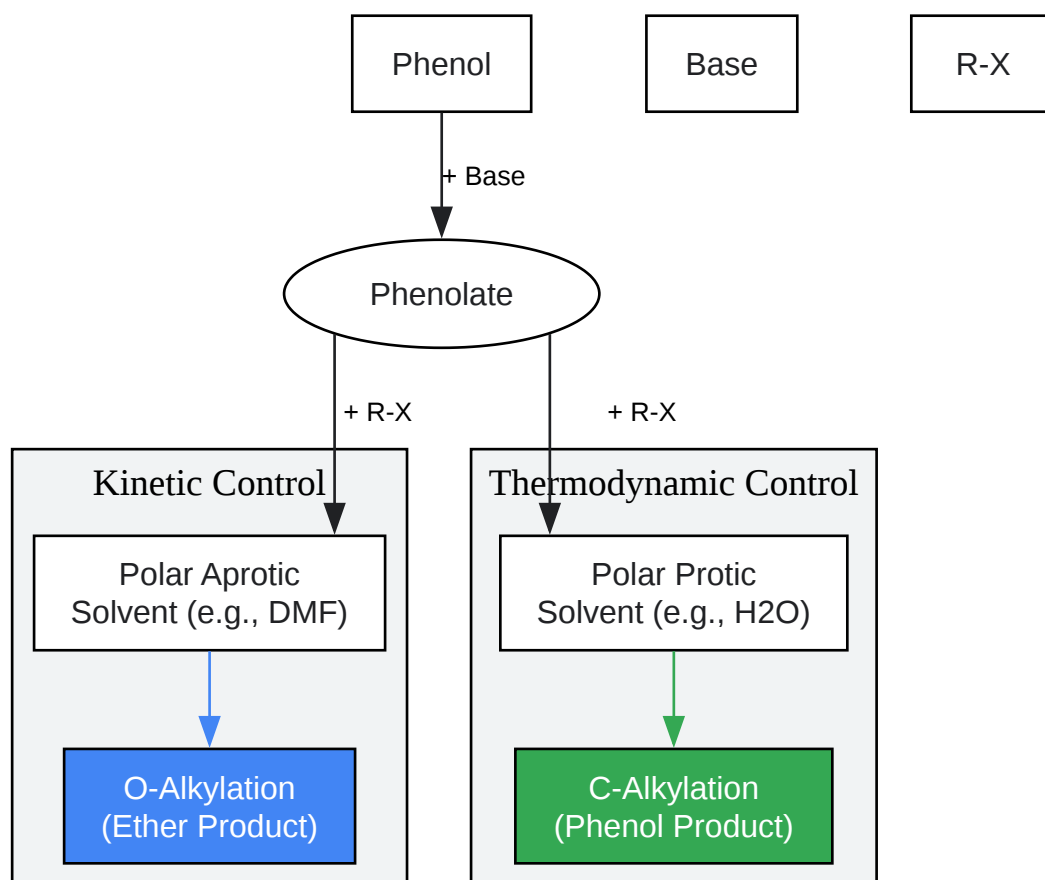 Phenol
Base
R-X
+ Base
Phenolate
+ R-X
+ R-X
Kinetic Control
Thermodynamic Control
Polar Aprotic
Solvent (e.g., DMF)
Polar Protic
Solvent (e.g., H2O)
O-Alkylation
(Ether Product)
C-Alkylation
(Phenol Product)